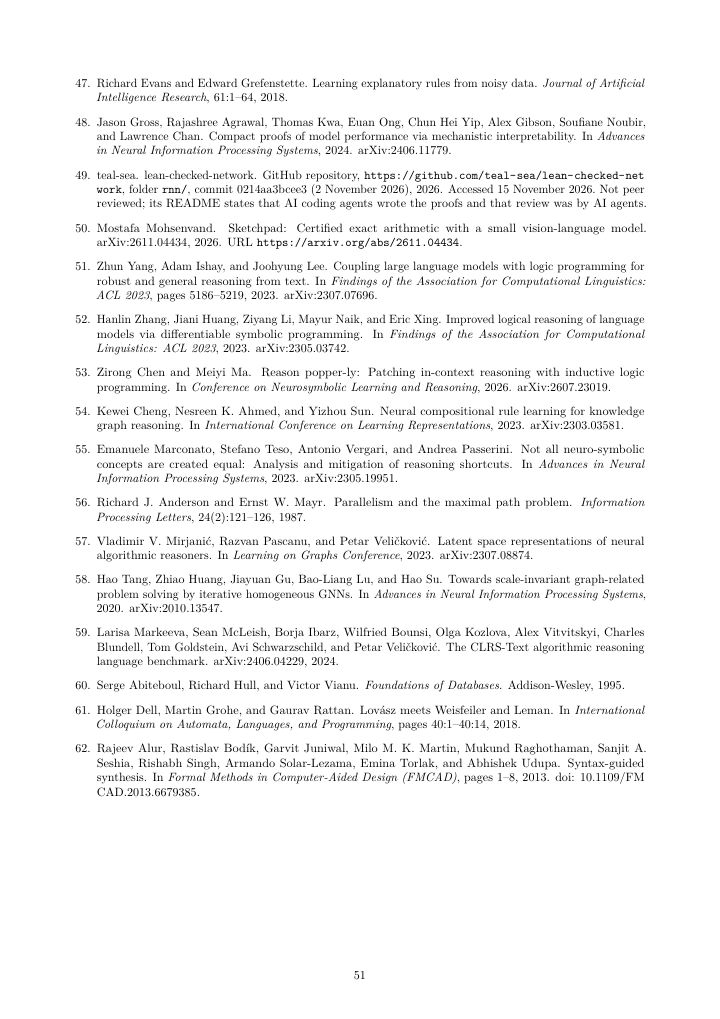 47. Richard Evans and Edward Grefenstette. Learning explanatory rules from noisy data. Journal of Artificial
Intelligence Research, 61:1–64, 2018.
48. Jason Gross, Rajashree Agrawal, Thomas Kwa, Euan Ong, Chun Hei Yip, Alex Gibson, Soufiane Noubir,
and Lawrence Chan. Compact proofs of model performance via mechanistic interpretability. In Advances
in Neural Information Processing Systems, 2024. arXiv:2406.11779.
49. teal-sea. lean-checked-network. GitHub repository, https://github.com/teal-sea/lean-checked-net
work, folder rnn/, commit 0214aa3bcee3 (2 November 2026), 2026. Accessed 15 November 2026. Not peer
reviewed; its README states that AI coding agents wrote the proofs and that review was by AI agents.
50. Mostafa Mohsenvand. Sketchpad: Certified exact arithmetic with a small vision-language model.
arXiv:2611.04434, 2026. URL https://arxiv.org/abs/2611.04434.
51. Zhun Yang, Adam Ishay, and Joohyung Lee. Coupling large language models with logic programming for
robust and general reasoning from text. In Findings of the Association for Computational Linguistics:
ACL 2023, pages 5186–5219, 2023. arXiv:2307.07696.
52. Hanlin Zhang, Jiani Huang, Ziyang Li, Mayur Naik, and Eric Xing. Improved logical reasoning of language
models via differentiable symbolic programming. In Findings of the Association for Computational
Linguistics: ACL 2023, 2023. arXiv:2305.03742.
53. Zirong Chen and Meiyi Ma. Reason popper-ly: Patching in-context reasoning with inductive logic
programming. In Conference on Neurosymbolic Learning and Reasoning, 2026. arXiv:2607.23019.
54. Kewei Cheng, Nesreen K. Ahmed, and Yizhou Sun. Neural compositional rule learning for knowledge
graph reasoning. In International Conference on Learning Representations, 2023. arXiv:2303.03581.
55. Emanuele Marconato, Stefano Teso, Antonio Vergari, and Andrea Passerini. Not all neuro-symbolic
concepts are created equal: Analysis and mitigation of reasoning shortcuts. In Advances in Neural
Information Processing Systems, 2023. arXiv:2305.19951.
56. Richard J. Anderson and Ernst W. Mayr. Parallelism and the maximal path problem. Information
Processing Letters, 24(2):121–126, 1987.
57. Vladimir V. Mirjanić, Razvan Pascanu, and Petar Veličković. Latent space representations of neural
algorithmic reasoners. In Learning on Graphs Conference, 2023. arXiv:2307.08874.
58. Hao Tang, Zhiao Huang, Jiayuan Gu, Bao-Liang Lu, and Hao Su. Towards scale-invariant graph-related
problem solving by iterative homogeneous GNNs. In Advances in Neural Information Processing Systems,
2020. arXiv:2010.13547.
59. Larisa Markeeva, Sean McLeish, Borja Ibarz, Wilfried Bounsi, Olga Kozlova, Alex Vitvitskyi, Charles
Blundell, Tom Goldstein, Avi Schwarzschild, and Petar Veličković. The CLRS-Text algorithmic reasoning
language benchmark. arXiv:2406.04229, 2024.
60. Serge Abiteboul, Richard Hull, and Victor Vianu. Foundations of Databases. Addison-Wesley, 1995.
61. Holger Dell, Martin Grohe, and Gaurav Rattan. Lovász meets Weisfeiler and Leman. In International
Colloquium on Automata, Languages, and Programming, pages 40:1–40:14, 2018.
62. Rajeev Alur, Rastislav Bodík, Garvit Juniwal, Milo M. K. Martin, Mukund Raghothaman, Sanjit A.
Seshia, Rishabh Singh, Armando Solar-Lezama, Emina Torlak, and Abhishek Udupa. Syntax-guided
synthesis. In Formal Methods in Computer-Aided Design (FMCAD), pages 1–8, 2013. doi: 10.1109/FM
CAD.2013.6679385.
51